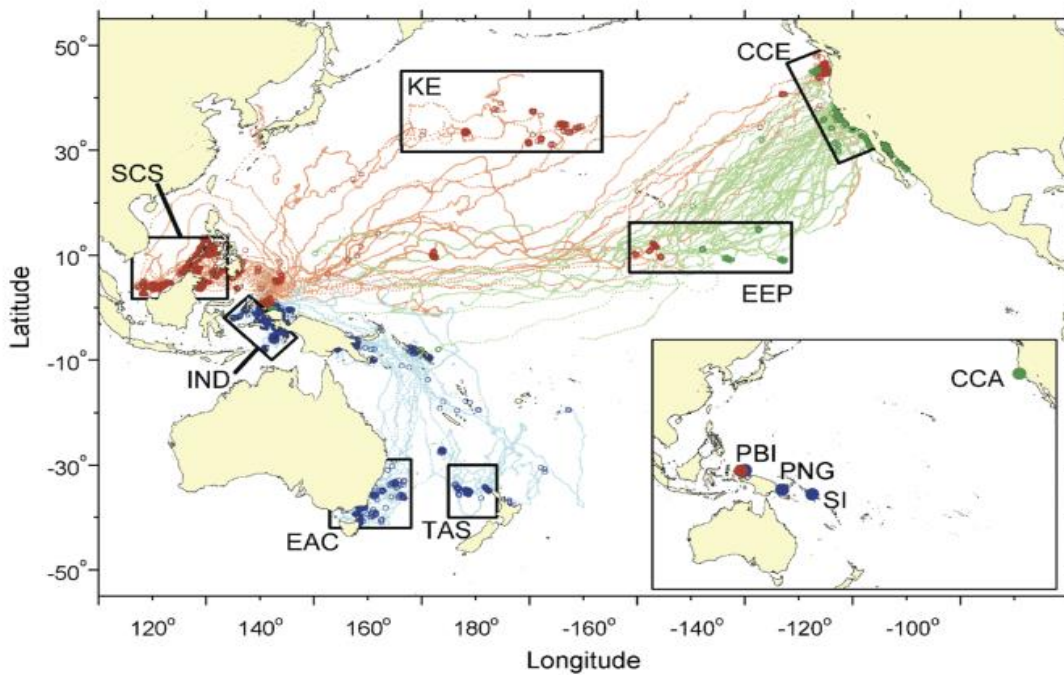 50°
CCE
KE
30°
SCS
10°
EEP
Latitude
-10°
IND
CCA
PBI
-30°
PNG
SI
EAC
TAS
-50°
120°
140°
160°
180°
-160°
-140°
-120°
-100°
Longitude